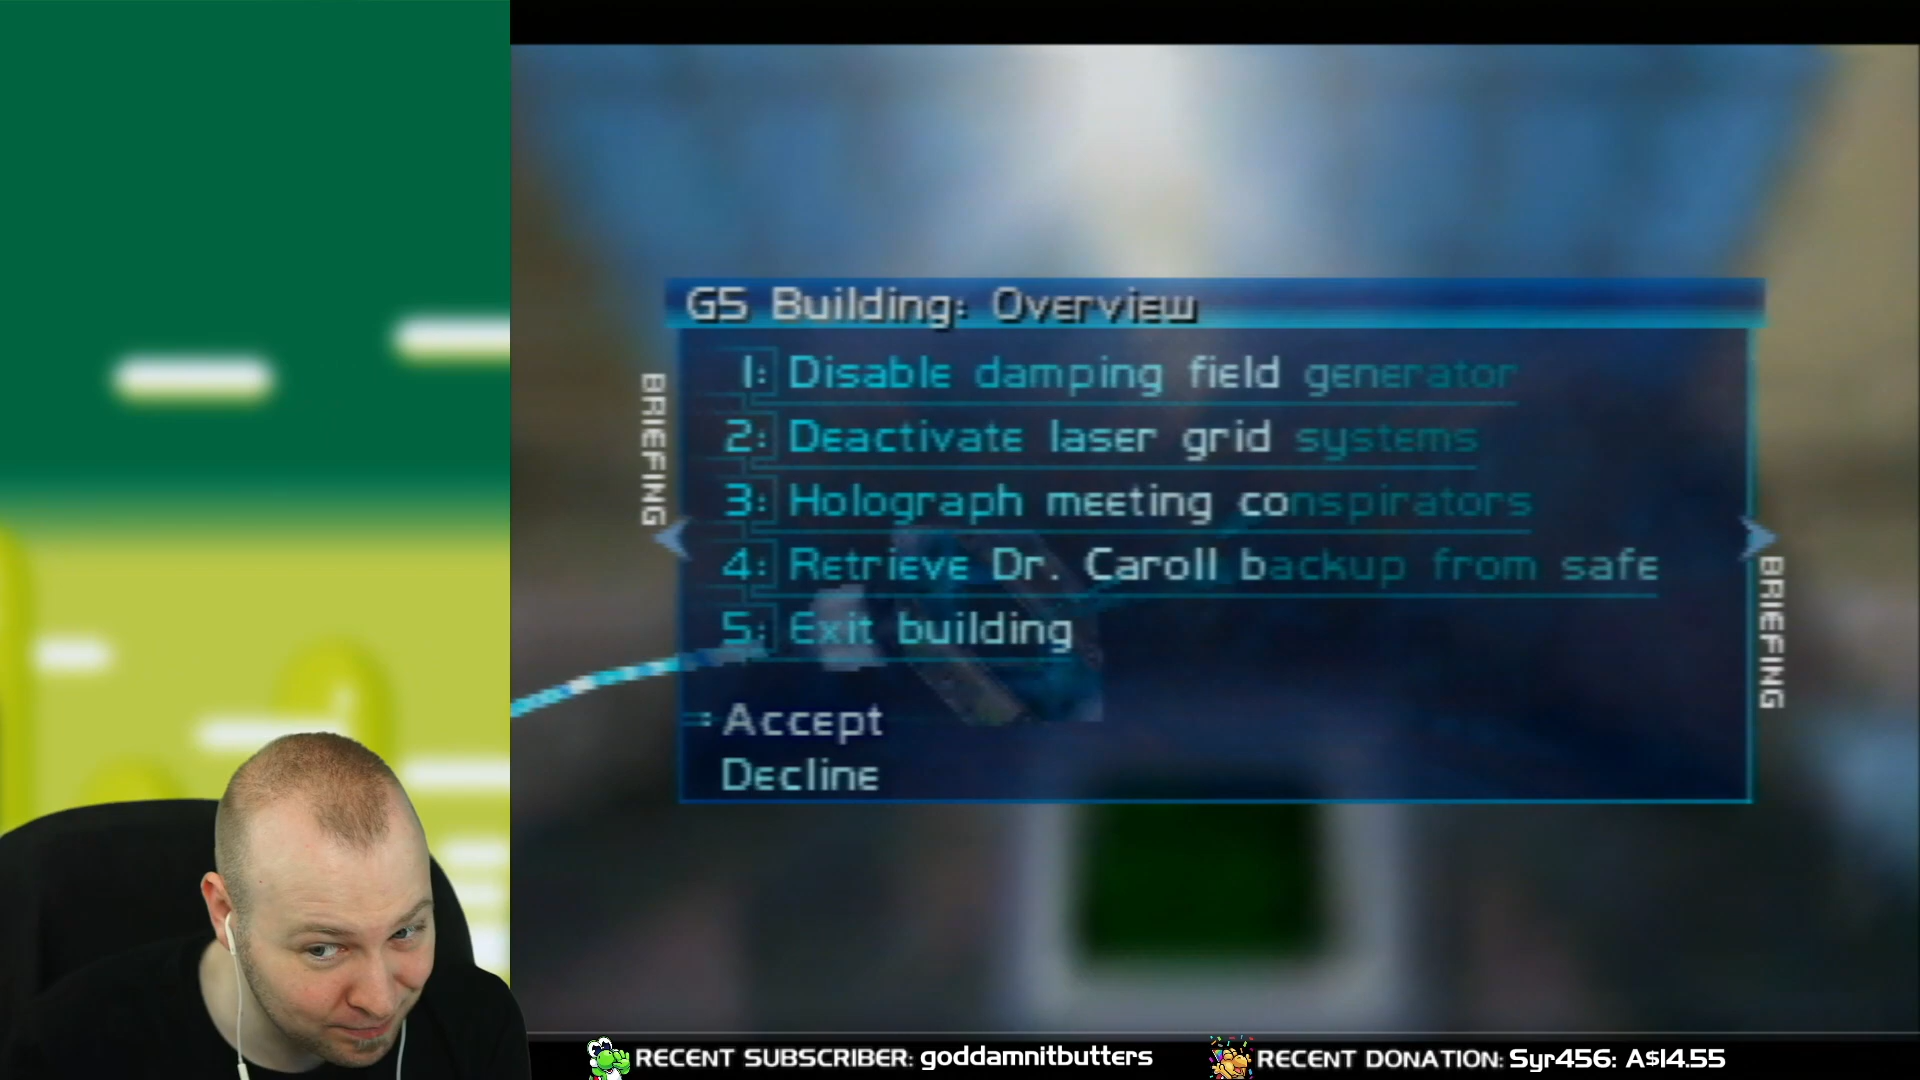 G5 Building: Overview
1: Disable damping field generator
2: Deactivate laser grid systems
3: Holograph meeting conspirators
4: Retrieve Dr. Caroll backup from safe
5: Exit building
Accept
Decline
BRIEFING
BRIEFING
RECENT SUBSCRIBER: goddamnitbutters
RECENT DONATION: Syr456: A$14.55